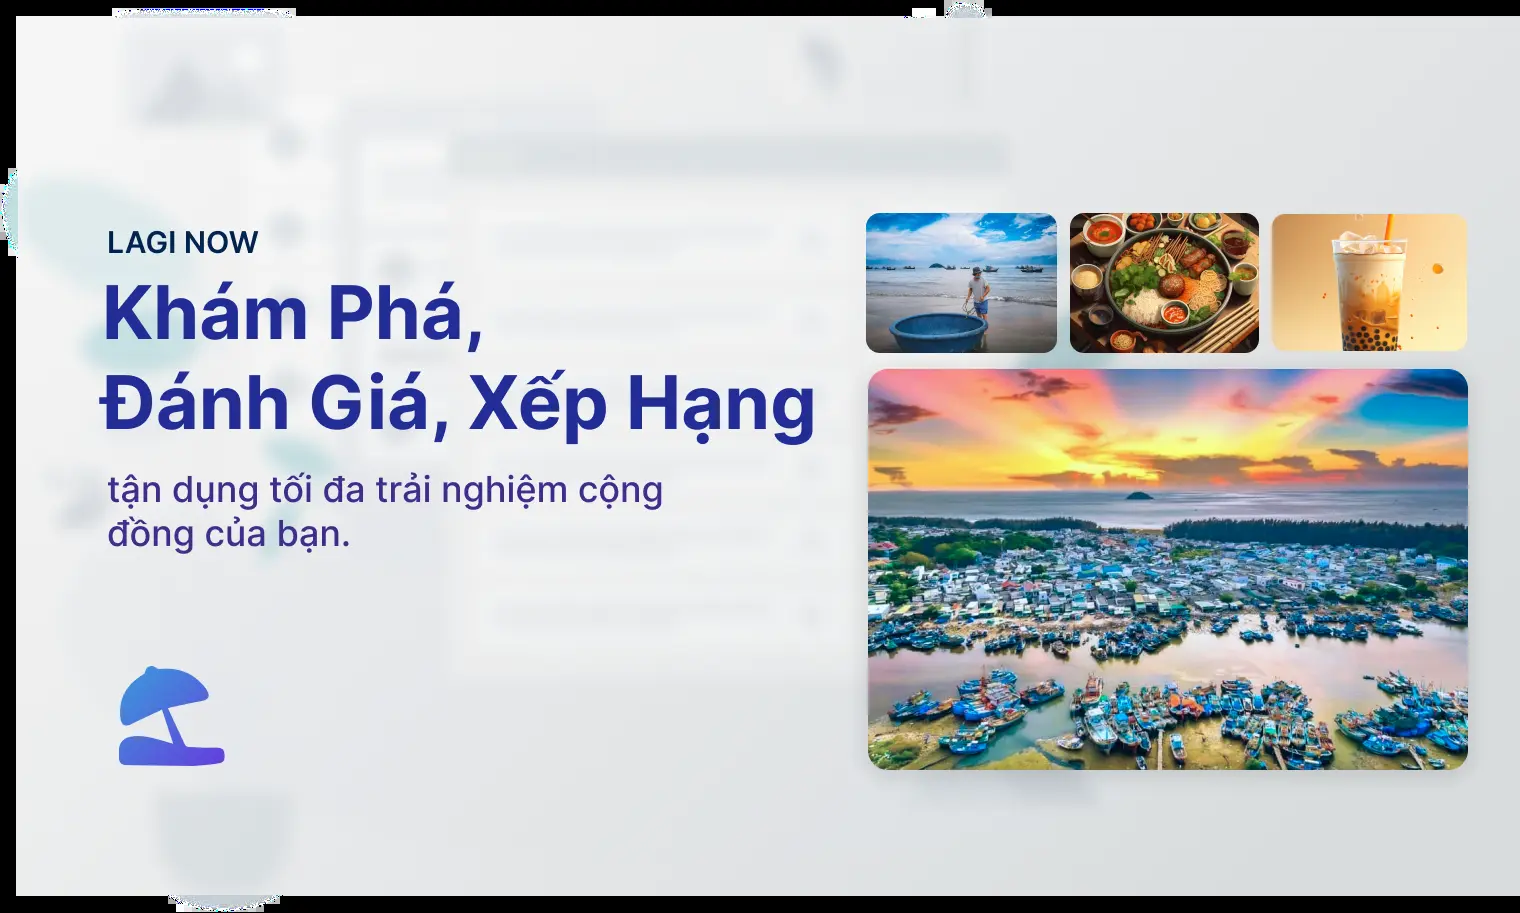 LAGI NOW
Khám Phá,
Đánh Giá, Xếp Hạng
tận dụng tối đa trải nghiệm cộng
đồng của bạn.